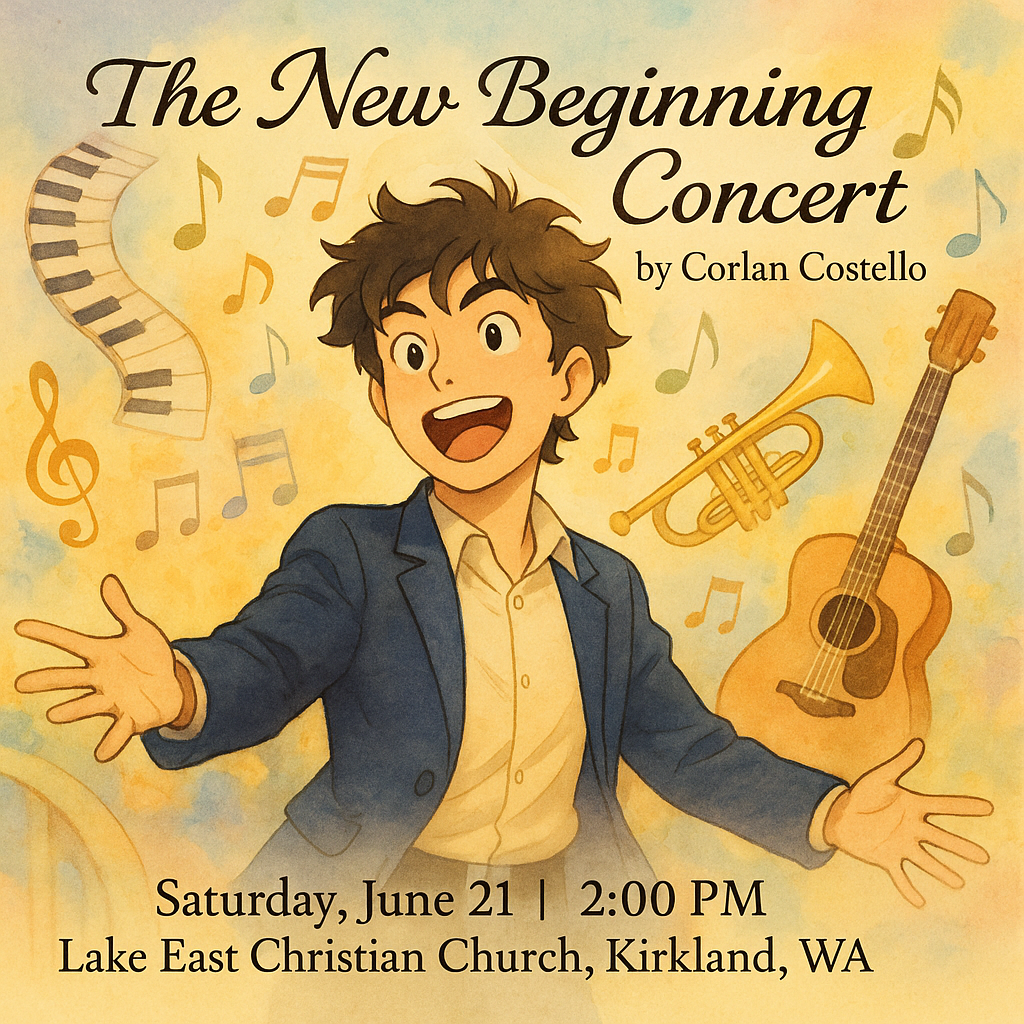 The New Beginning
Concert
by Corlan Costello
Saturday, June 21 | 2:00 PM
Lake East Christian Church, Kirkland, WA